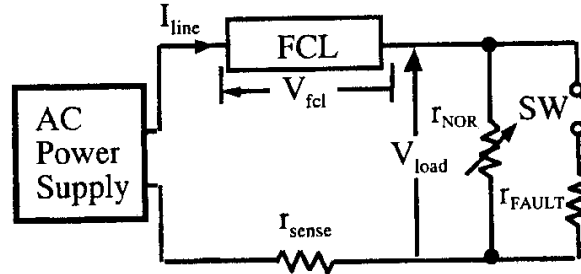 I_line
FCL
V_fcl
AC
Power
Supply
r_NOR
SW
V_load
r_FAULT
r_sense